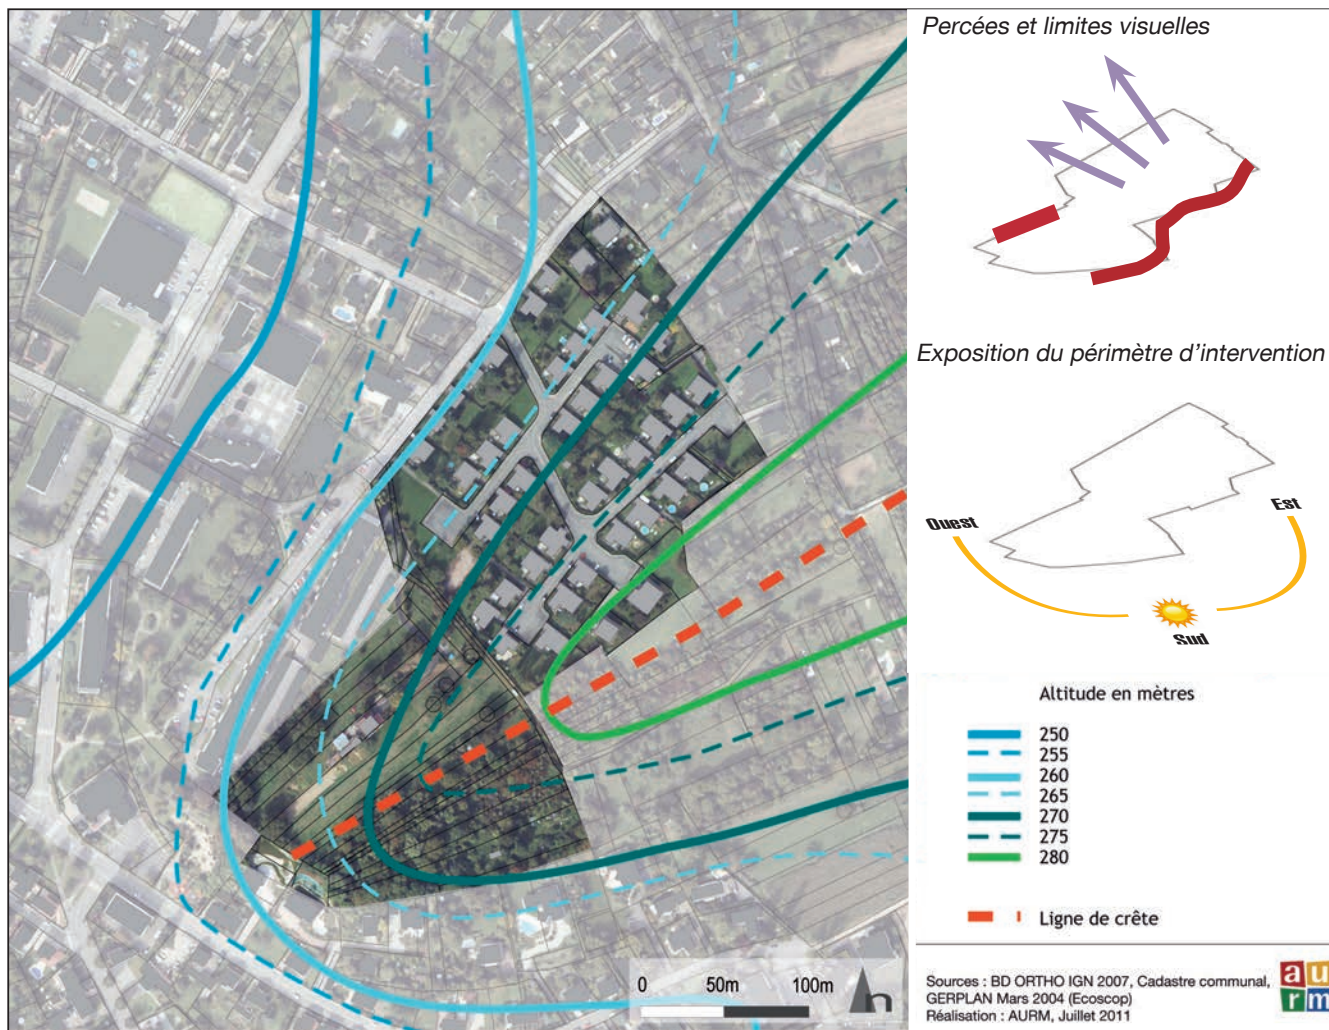 Percées et limites visuelles
Exposition du périmètre d'intervention
Ouest
Est
Sud
Altitude en mètres
250
255
260
265
270
275
280
Ligne de crête
0 50m 100m
n
Sources : BD ORTHO IGN 2007, Cadastre communal,
GERPLAN Mars 2004 (Ecoscop)
Réalisation : AURM, Juillet 2011
a u
r m